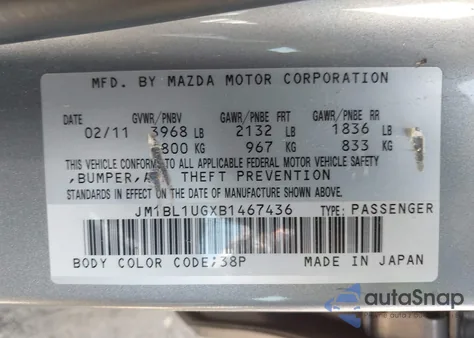 MFD. BY MAZDA MOTOR CORPORATION
DATE GVWR/PNBV GAWR/PNBE FRT GAWR/PNBE RR
02/11 3968 LB 2132 LB 1836 LB
800 KG 967 KG 833 KG
THIS VEHICLE CONFORMS TO ALL APPLICABLE FEDERAL MOTOR VEHICLE SAFETY
,BUMPER,A THEFT PREVENTION
STANDARDS IN EFFECT ON THE DATE OF MANUFACTURE SHOWN ABOVE.
JM1BL1UGXB1467436 TYPE: PASSENGER
BODY COLOR CODE;38P MADE IN JAPAN
autoSnap